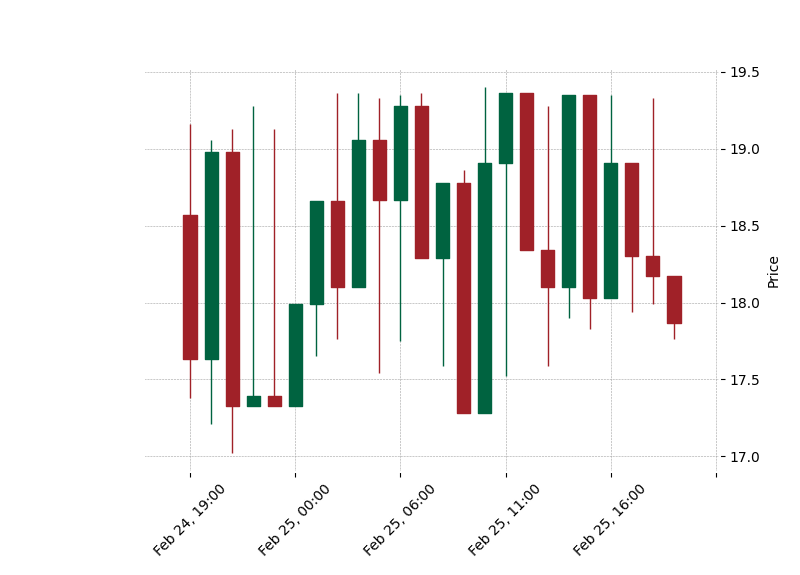 19.5
19.0
18.5
18.0
17.5
17.0
Price
Feb 24, 19:00
Feb 25, 00:00
Feb 25, 06:00
Feb 25, 11:00
Feb 25, 16:00